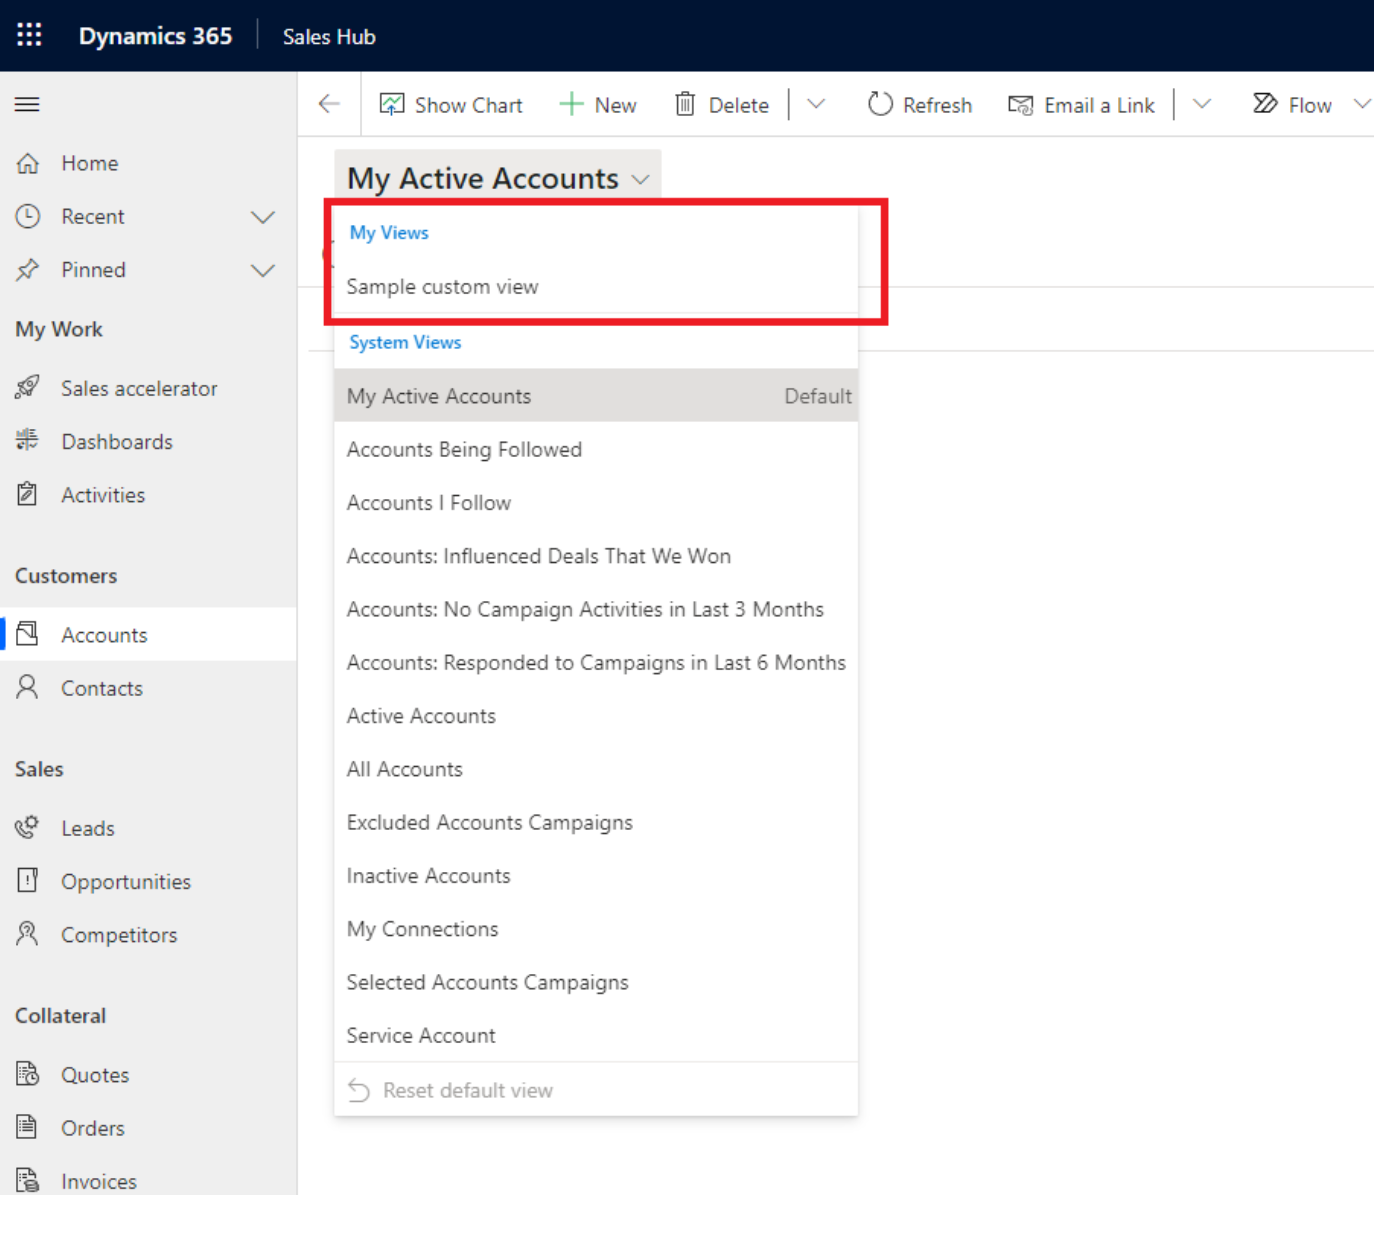 Dynamics 365 Sales Hub
Show Chart New Delete Refresh Email a Link Flow
Home
Recent
Pinned
My Work
Sales accelerator
Dashboards
Activities
Customers
Accounts
Contacts
Sales
Leads
Opportunities
Competitors
Collateral
Quotes
Orders
Invoices
My Active Accounts
My Views
Sample custom view
System Views
My Active Accounts Default
Accounts Being Followed
Accounts I Follow
Accounts: Influenced Deals That We Won
Accounts: No Campaign Activities in Last 3 Months
Accounts: Responded to Campaigns in Last 6 Months
Active Accounts
All Accounts
Excluded Accounts Campaigns
Inactive Accounts
My Connections
Selected Accounts Campaigns
Service Account
Reset default view